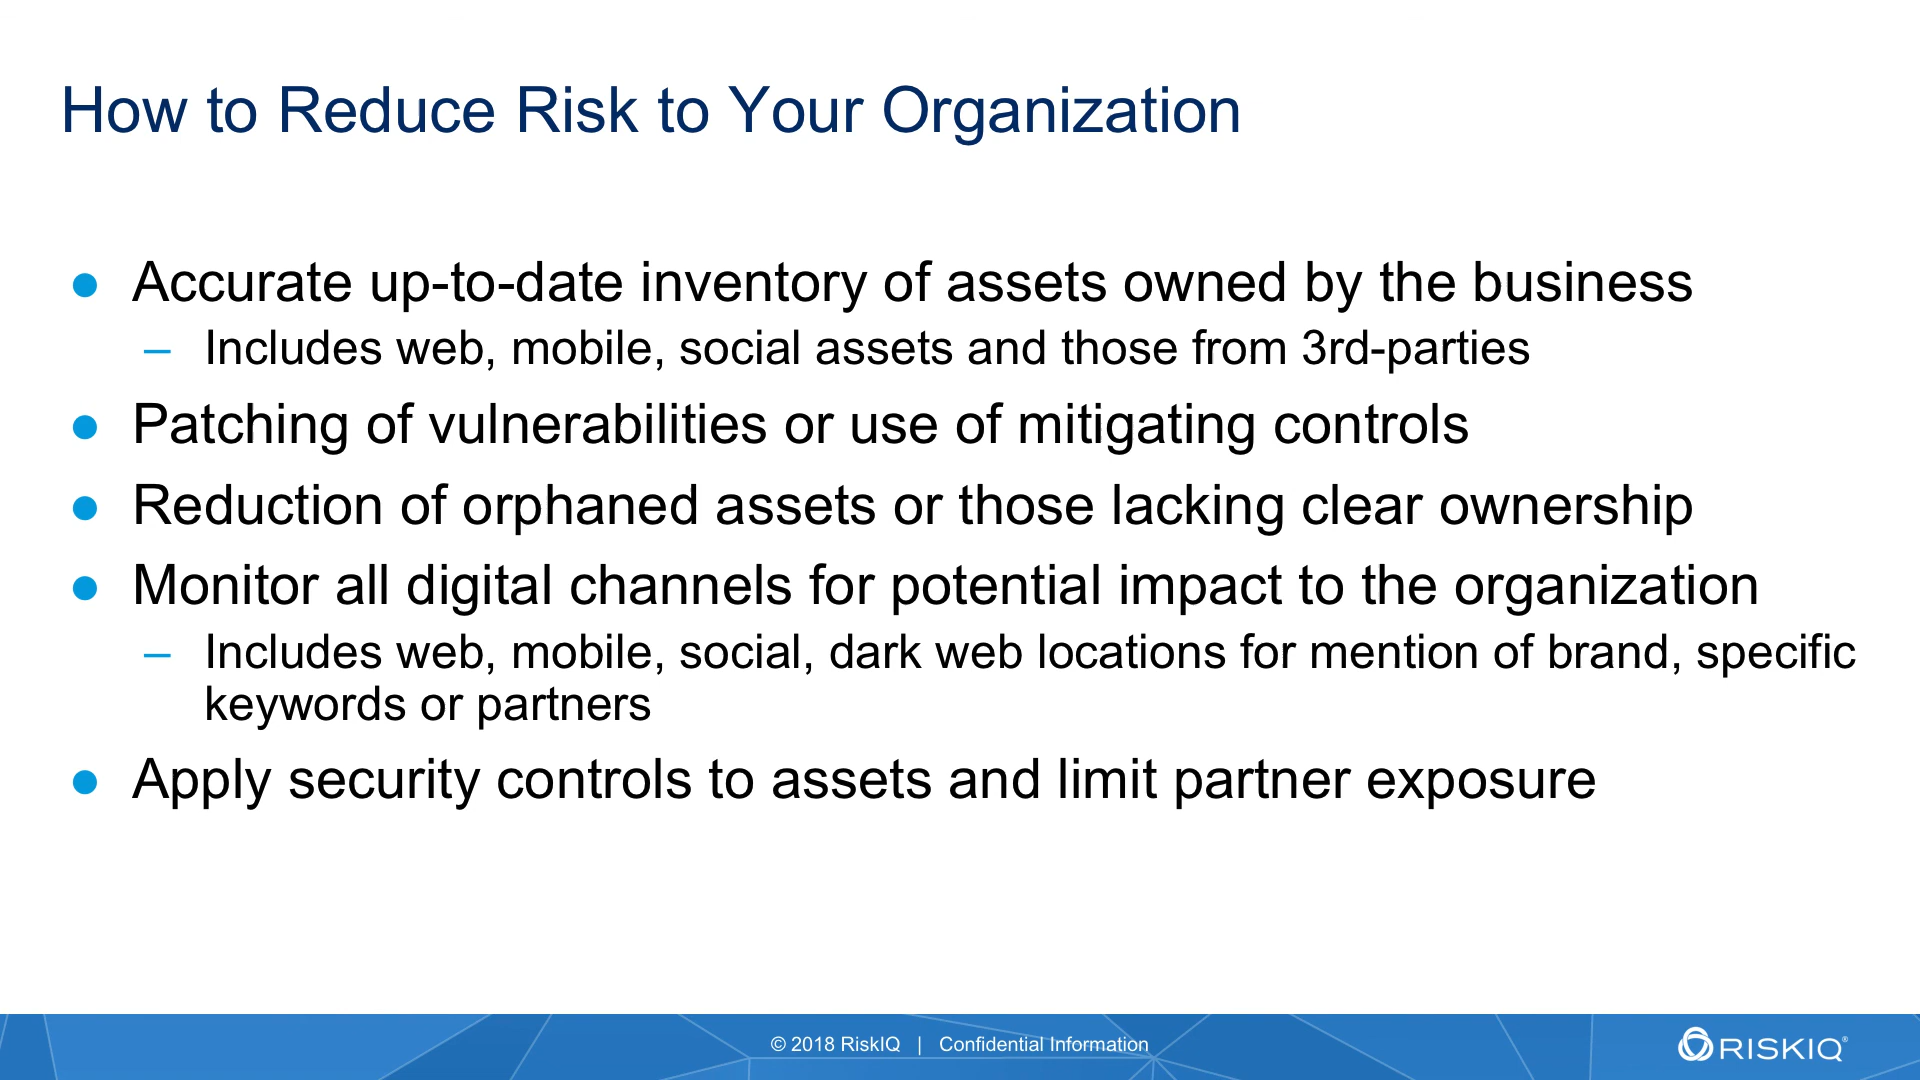 How to Reduce Risk to Your Organization
● Accurate up-to-date inventory of assets owned by the business
– Includes web, mobile, social assets and those from 3rd-parties
● Patching of vulnerabilities or use of mitigating controls
● Reduction of orphaned assets or those lacking clear ownership
● Monitor all digital channels for potential impact to the organization
– Includes web, mobile, social, dark web locations for mention of brand, specific
keywords or partners
● Apply security controls to assets and limit partner exposure
© 2018 RiskIQ | Confidential Information
RISKIQ®